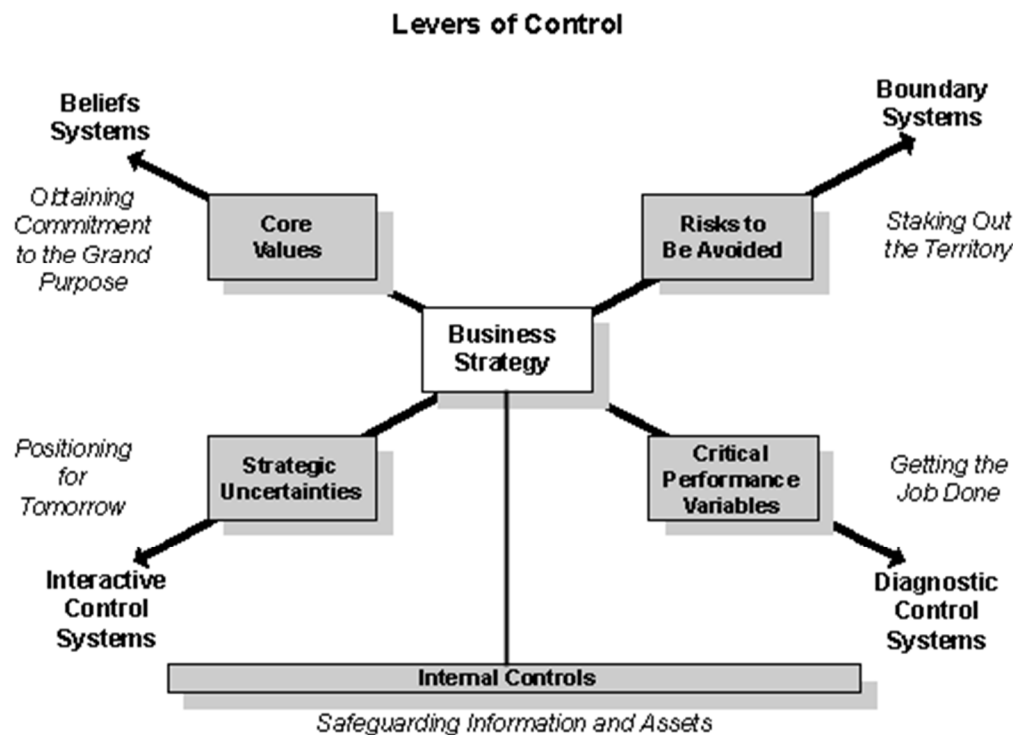 Levers of Control
Beliefs
Systems
Boundary
Systems
Obtaining
Commitment
to the Grand
Purpose
Core
Values
Risks to
Be Avoided
Staking Out
the Territory
Business
Strategy
Positioning
for
Tomorrow
Strategic
Uncertainties
Critical
Performance
Variables
Getting the
Job Done
Interactive
Control
Systems
Diagnostic
Control
Systems
Internal Controls
Safeguarding Information and Assets